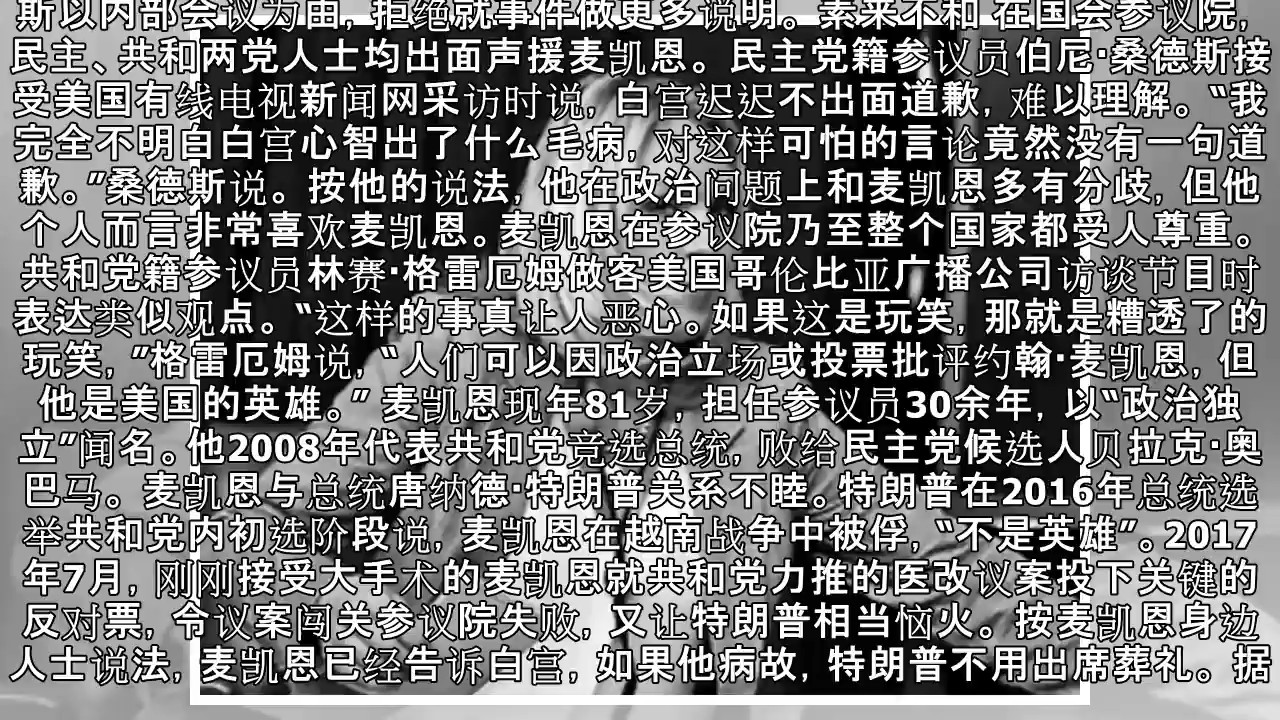 斯以内部会议为由, 拒绝就事件做更多说明。素来不和 在国会参议院,
民主、共和两党人士均出面声援麦凯恩。民主党籍参议员伯尼·桑德斯接
受美国有线电视新闻网采访时说, 白宫迟迟不出面道歉, 难以理解。“我
完全不明白白宫心智出了什么毛病, 对这样可怕的言论竟然没有一句道
歉。”桑德斯说。按他的说法, 他在政治问题上和麦凯恩多有分歧, 但他
个人而言非常喜欢麦凯恩。麦凯恩在参议院乃至整个国家都受人尊重。
共和党籍参议员林赛·格雷厄姆做客美国哥伦比亚广播公司访谈节目时
表达类似观点。“这样的事真让人恶心。如果这是玩笑, 那就是糟透了的
玩笑, ”格雷厄姆说, “人们可以因政治立场或投票批评约翰·麦凯恩, 但
他是美国的英雄。” 麦凯恩现年81岁, 担任参议员30余年, 以“政治独
立”闻名。他2008年代表共和党竞选总统, 败给民主党候选人贝拉克·奥
巴马。麦凯恩与总统唐纳德·特朗普关系不睦。特朗普在2016年总统选
举共和党内初选阶段说, 麦凯恩在越南战争中被俘, “不是英雄”。2017
年7月, 刚刚接受大手术的麦凯恩就共和党力推的医改议案投下关键的
反对票, 令议案闯关参议院失败, 又让特朗普相当恼火。按麦凯恩身边
人士说法, 麦凯恩已经告诉白宫, 如果他病故, 特朗普不用出席葬礼。据